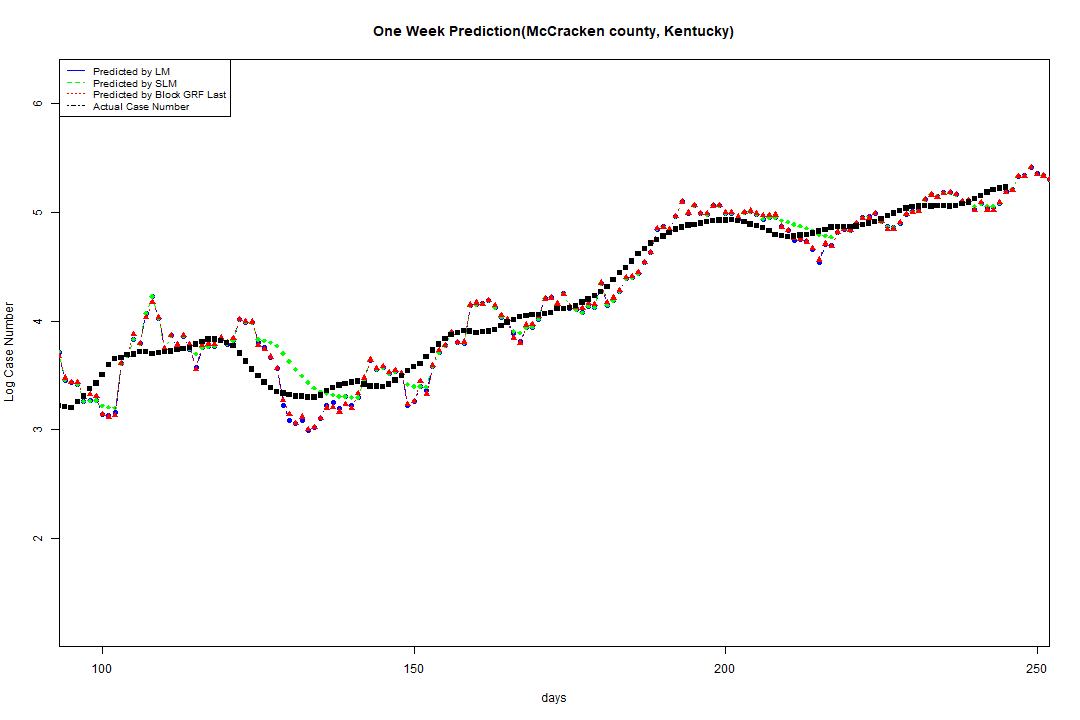 One Week Prediction(McCracken county, Kentucky)
Predicted by LM
Predicted by SLM
Predicted by Block GRF Last
Actual Case Number
6
5
4
3
2
Log Case Number
100 150 200 250
days